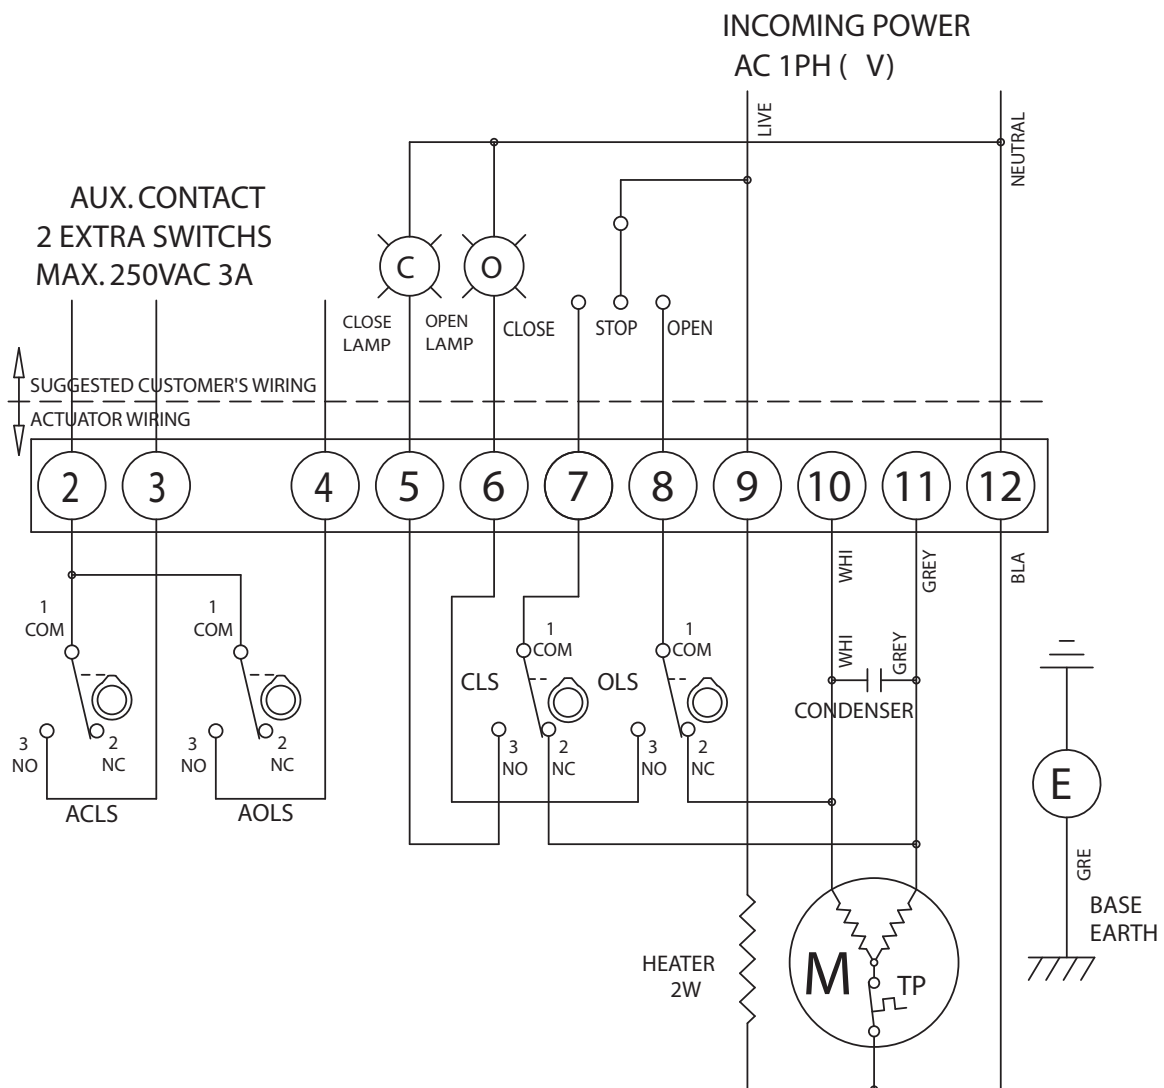 INCOMING POWER
AC 1PH ( V)
LIVE
NEUTRAL
AUX. CONTACT
2 EXTRA SWITCHS
MAX. 250VAC 3A
C
O
CLOSE
LAMP
OPEN
LAMP
CLOSE
STOP
OPEN
SUGGESTED CUSTOMER'S WIRING
ACTUATOR WIRING
2 3 4 5 6 7 8 9 10 11 12
WHI
GREY
BLA
1
COM
3
NO
2
NC
ACLS
1
COM
3
NO
2
NC
AOLS
1
COM
CLS
3
NO
2
NC
1
COM
OLS
3
NO
2
NC
WHI
GREY
CONDENSER
E
GRE
BASE
EARTH
HEATER
2W
M
TP